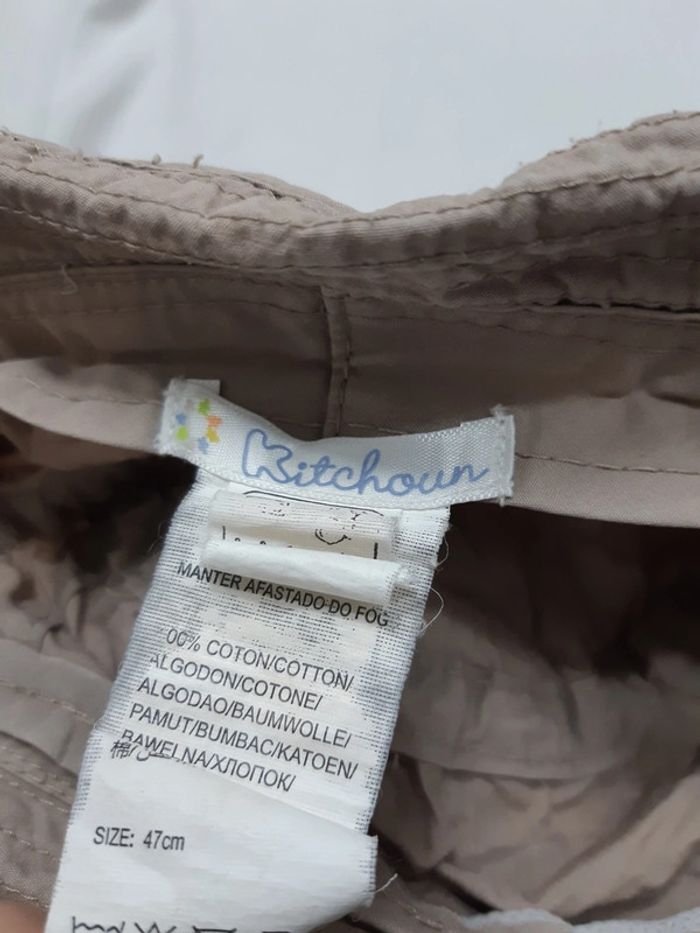 Kitchoun
MANTER AFASTADO DO FOG
00% COTON/COTTON/
ALGODON/COTONE/
ALGODAO/BAUMWOLLE/
PAMUT/BUMBAC/KATOEN/
BAWELNA/ХЛОПОК/
棉/
SIZE: 47cm